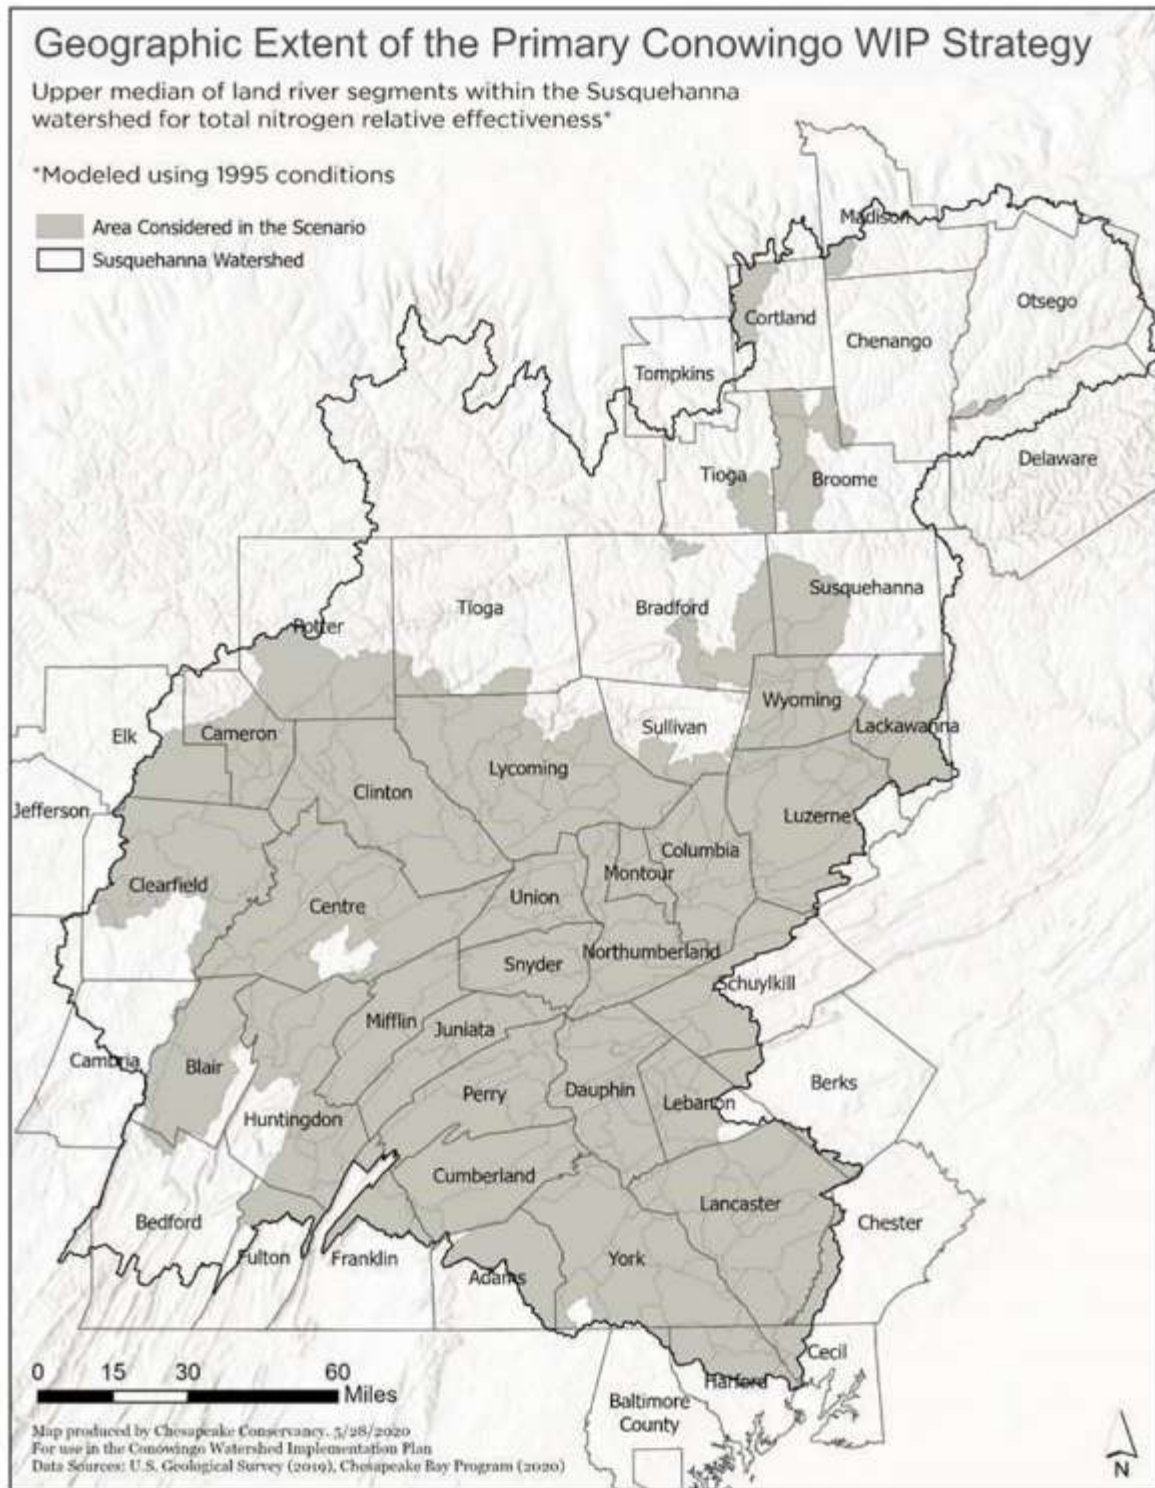 Geographic Extent of the Primary Conowingo WIP Strategy
Upper median of land river segments within the Susquehanna
watershed for total nitrogen relative effectiveness*
*Modeled using 1995 conditions
Area Considered in the Scenario
Susquehanna Watershed
Madison
Otsego
Cortland
Chenango
Tompkins
Delaware
Tioga
Broome
Susquehanna
Tioga
Bradford
Potter
Wyoming
Sullivan
Lackawanna
Elk
Cameron
Lycoming
Clinton
Jefferson
Luzerne
Columbia
Montour
Clearfield
Union
Centre
Northumberland
Snyder
Schuylkill
Mifflin
Juniata
Cambria
Blair
Berks
Perry
Dauphin
Lebanon
Huntingdon
Cumberland
Lancaster
Bedford
Chester
Fulton
Franklin
York
Adams
Cecil
Harford
Baltimore
County
0 15 30 60
Miles
Map produced by Chesapeake Conservancy, 5/28/2020
For use in the Conowingo Watershed Implementation Plan
Data Sources: U.S. Geological Survey (2019), Chesapeake Bay Program (2020)
N